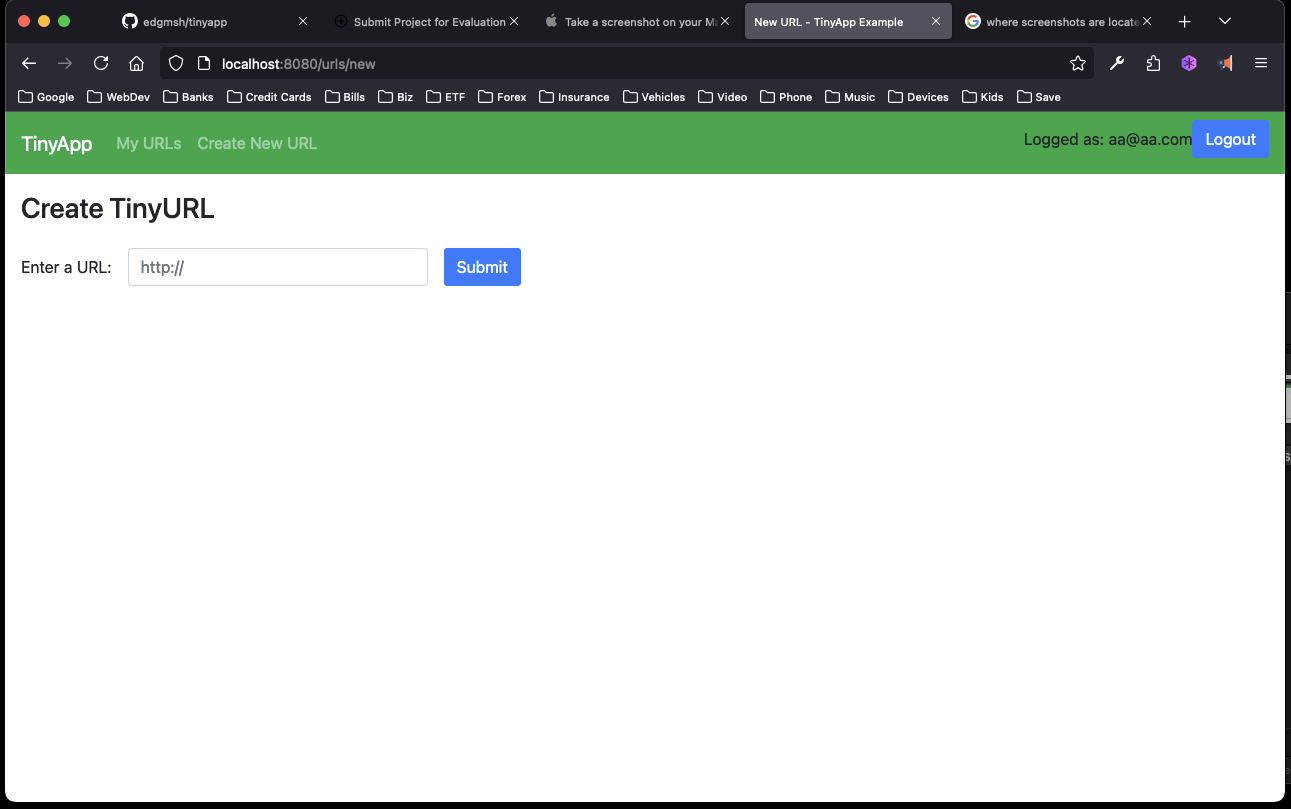 edgmsh/tinyapp
Submit Project for Evaluation
Take a screenshot on your M
New URL - TinyApp Example
where screenshots are locate
localhost:8080/urls/new
Google WebDev Banks Credit Cards Bills Biz ETF Forex Insurance Vehicles Video Phone Music Devices Kids Save
TinyApp My URLs Create New URL Logged as: aa@aa.com Logout
Create TinyURL
Enter a URL: http:// Submit